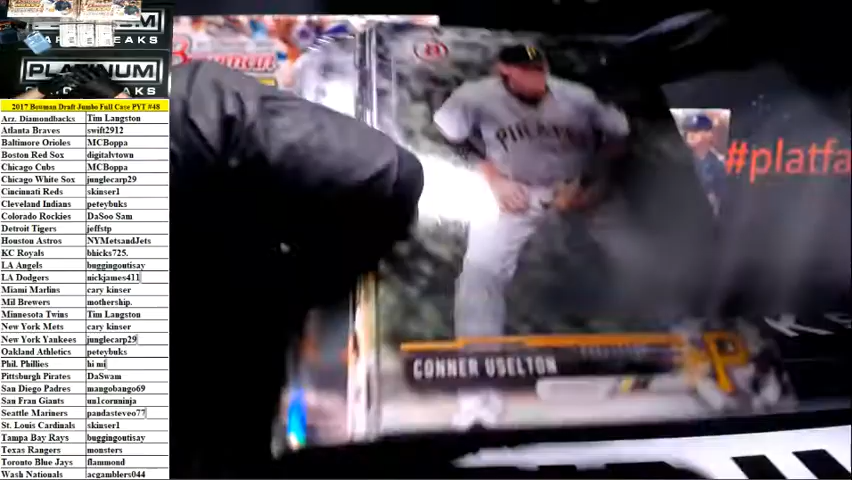 PLATINUM
2017 Bowman Draft Jumbo Full Case PYT #48
Arz. Diamondbacks Tim Langston
Atlanta Braves swift2912
Baltimore Orioles MCBoppa
Boston Red Sox digitalvtown
Chicago Cubs MCBoppa
Chicago White Sox junglecarp29
Cincinnati Reds skinser1
Cleveland Indians peteybuks
Colorado Rockies DaSoo Sam
Detroit Tigers jeffstp
Houston Astros NYMetsandJets
KC Royals bhicks725.
LA Angels buggingoutisay
LA Dodgers nickjames411
Miami Marlins cary kinser
Mil Brewers mothership.
Minnesota Twins Tim Langston
New York Mets cary kinser
New York Yankees junglecarp29
Oakland Athletics peteybuks
Phil. Phillies hi mi
Pittsburgh Pirates DaSwam
San Diego Padres mangobango69
San Fran Giants un1coruninja
Seattle Mariners pandasteveo77
St. Louis Cardinals skinser1
Tampa Bay Rays buggingoutisay
Texas Rangers monsters
Toronto Blue Jays flammond
Wash Nationals acgamblers044
Bowman
PIRATES
#platfa
CONNER USELTON
P